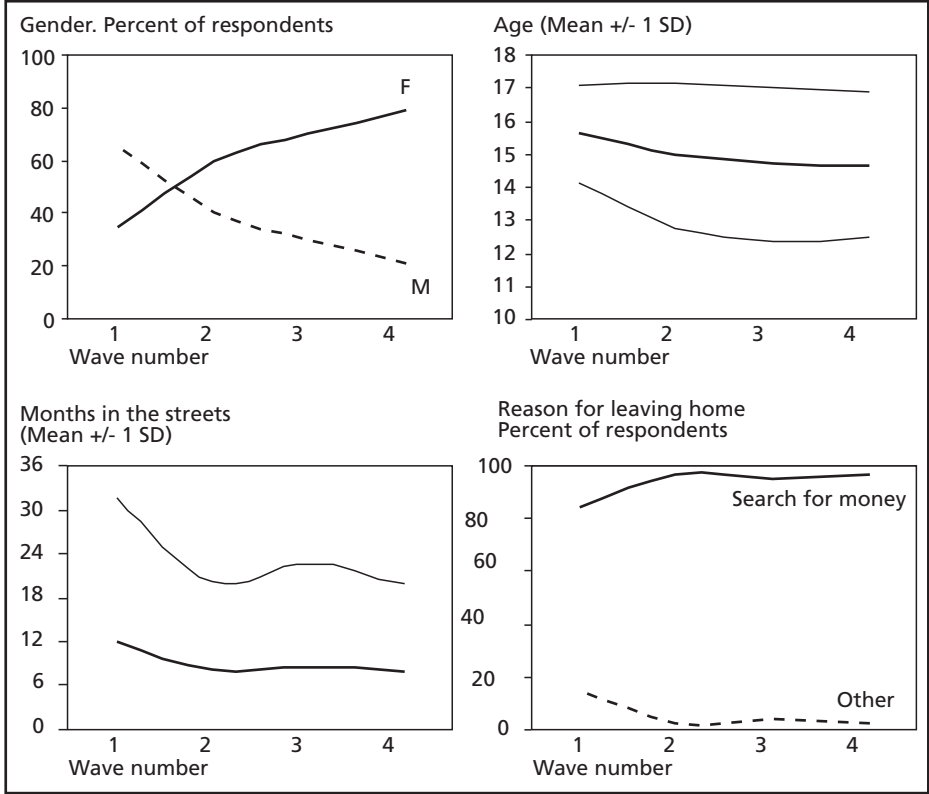 Gender. Percent of respondents
100
80
60
40
20
0
F
M
1 2 3 4
Wave number
Age (Mean +/- 1 SD)
18
17
16
15
14
13
12
11
10
1 2 3 4
Wave number
Months in the streets
(Mean +/- 1 SD)
36
30
24
18
12
6
0
1 2 3 4
Wave number
Reason for leaving home
Percent of respondents
100
80
60
40
20
0
Search for money
Other
1 2 3 4
Wave number